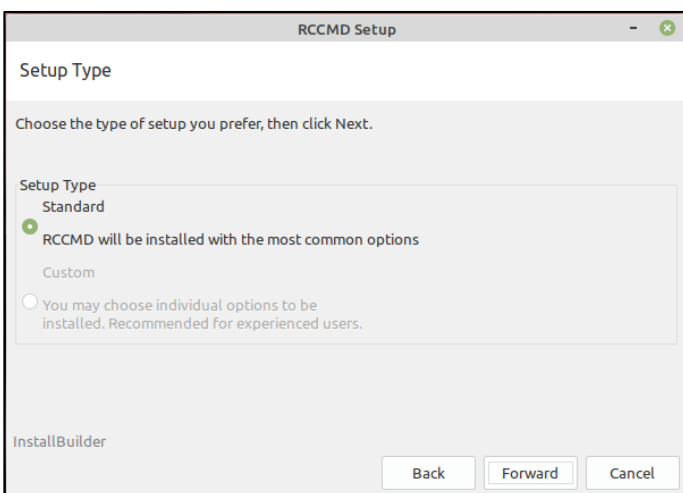 RCCMD Setup
Setup Type
Choose the type of setup you prefer, then click Next.
Setup Type
Standard
RCCMD will be installed with the most common options
Custom
You may choose individual options to be
installed. Recommended for experienced users.
InstallBuilder
Back Forward Cancel